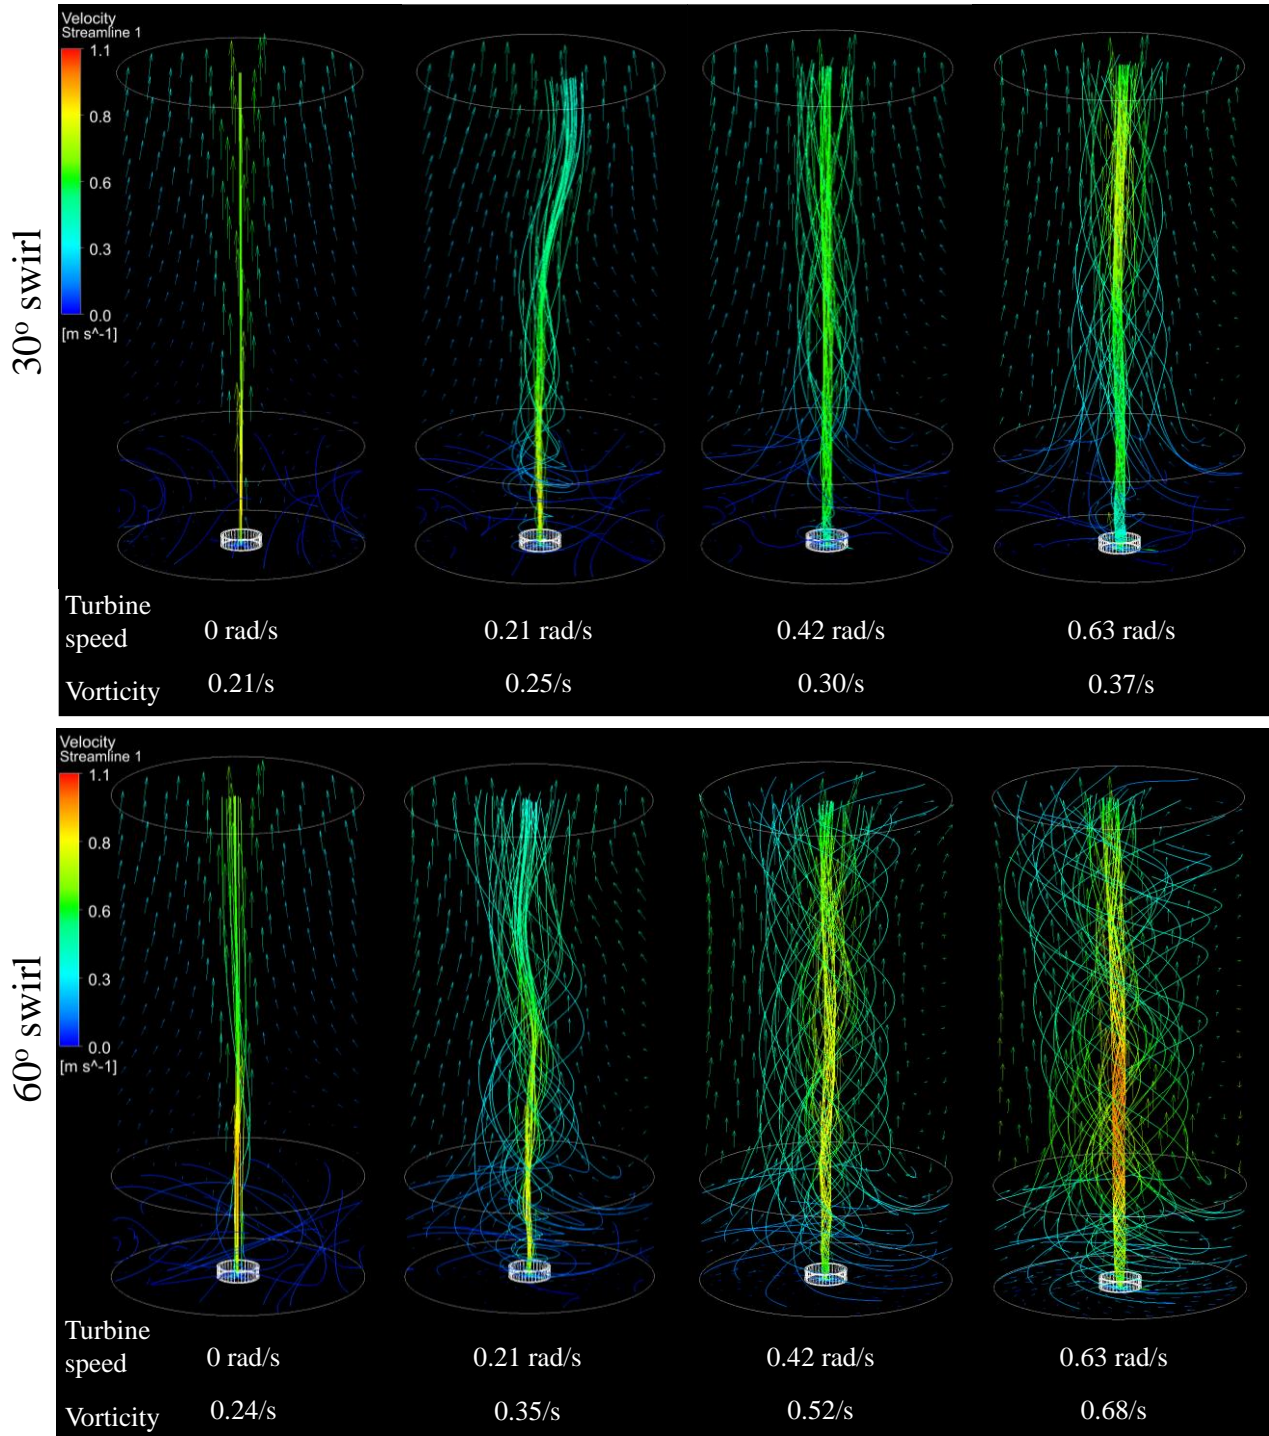 Velocity
Streamline 1
1.1
0.8
0.6
0.3
0.0
[m s^-1]
30° swirl
Turbine speed 0 rad/s 0.21 rad/s 0.42 rad/s 0.63 rad/s
Vorticity 0.21/s 0.25/s 0.30/s 0.37/s
Velocity
Streamline 1
1.1
0.8
0.6
0.3
0.0
[m s^-1]
60° swirl
Turbine speed 0 rad/s 0.21 rad/s 0.42 rad/s 0.63 rad/s
Vorticity 0.24/s 0.35/s 0.52/s 0.68/s